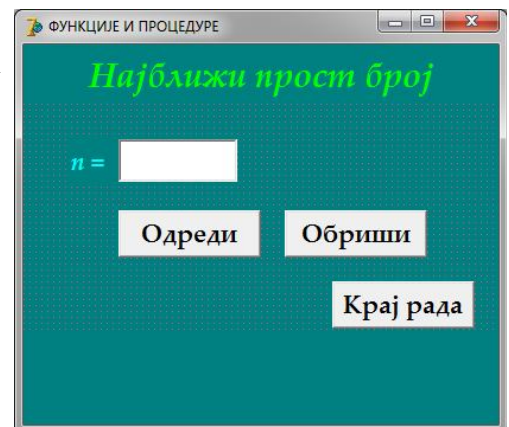 ФУНКЦИЈЕ И ПРОЦЕДУРЕ
Најближи прост број
n =
Одреди Обриши
Крај рада